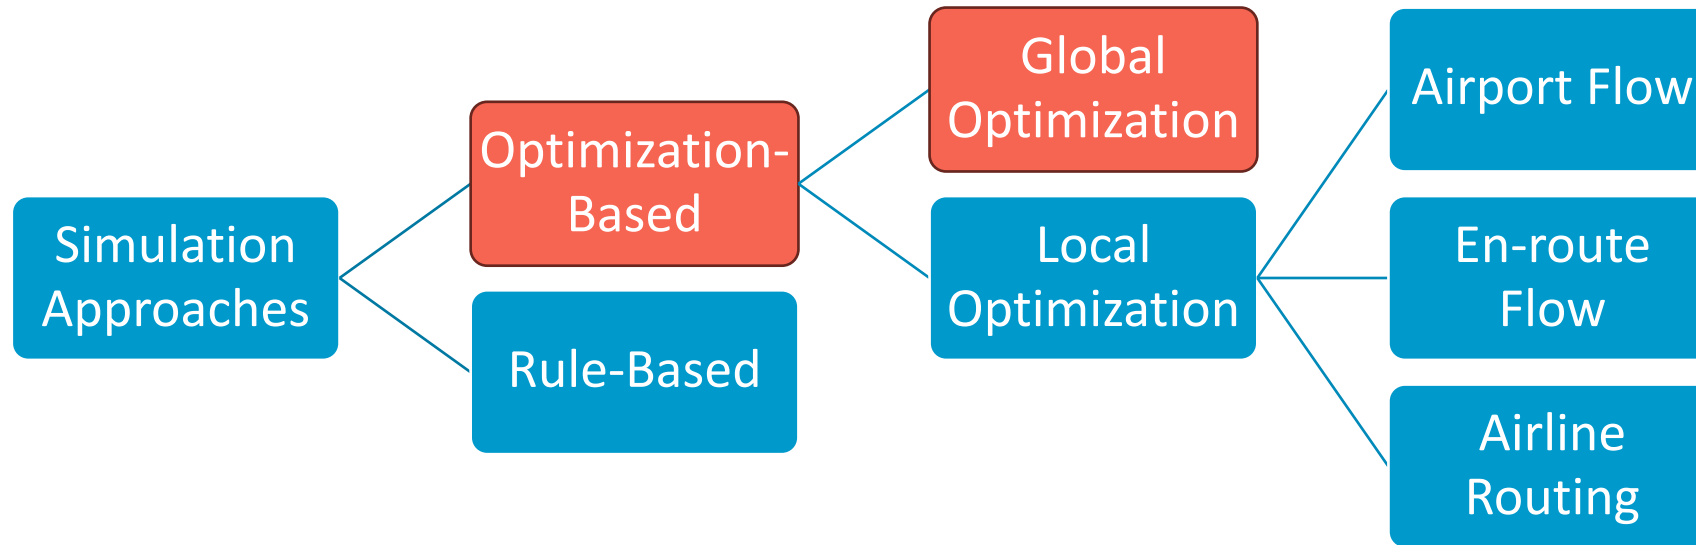 Simulation
Approaches
Optimization-
Based
Rule-Based
Global
Optimization
Local
Optimization
Airport Flow
En-route
Flow
Airline
Routing